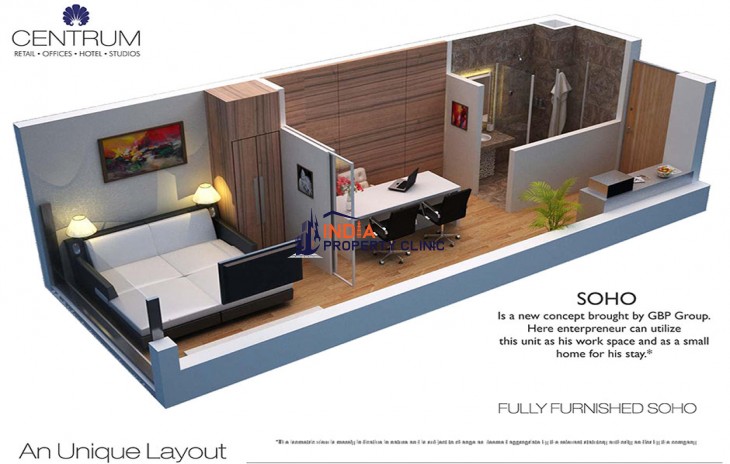 CENTRUM
RETAIL • OFFICES • HOTEL • STUDIOS
INDIA
PROPERTY CLINIC
SOHO
Is a new concept brought by GBP Group.
Here enterpreneur can utilize
this unit as his work space and as a small
home for his stay.*
FULLY FURNISHED SOHO
An Unique Layout